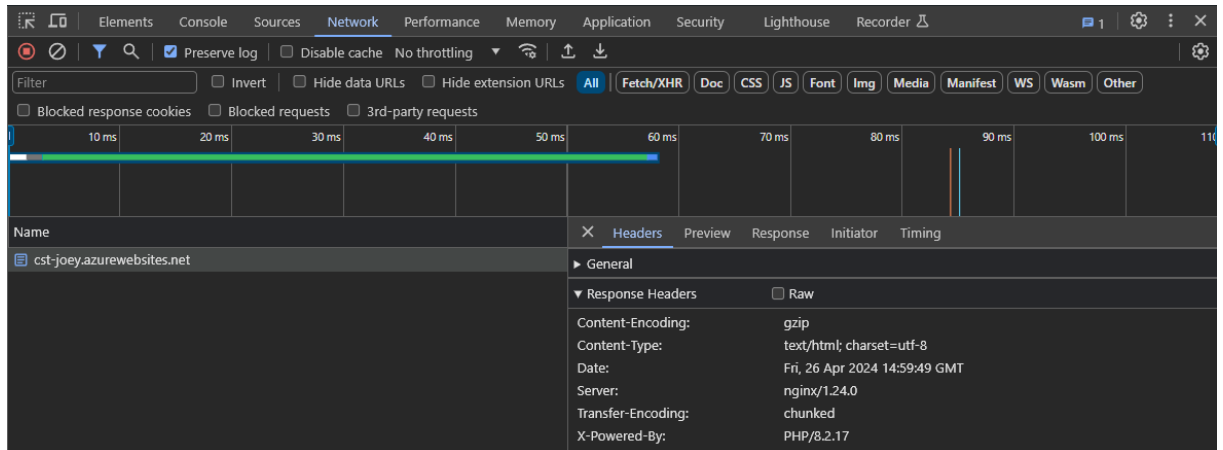 Elements Console Sources Network Performance Memory Application Security Lighthouse Recorder 1
Preserve log Disable cache No throttling
Filter Invert Hide data URLs Hide extension URLs All Fetch/XHR Doc CSS JS Font Img Media Manifest WS Wasm Other
Blocked response cookies Blocked requests 3rd-party requests
10 ms 20 ms 30 ms 40 ms 50 ms 60 ms 70 ms 80 ms 90 ms 100 ms 110
Name
cst-joey.azurewebsites.net
Headers Preview Response Initiator Timing
General
Response Headers Raw
Content-Encoding: gzip
Content-Type: text/html; charset=utf-8
Date: Fri, 26 Apr 2024 14:59:49 GMT
Server: nginx/1.24.0
Transfer-Encoding: chunked
X-Powered-By: PHP/8.2.17